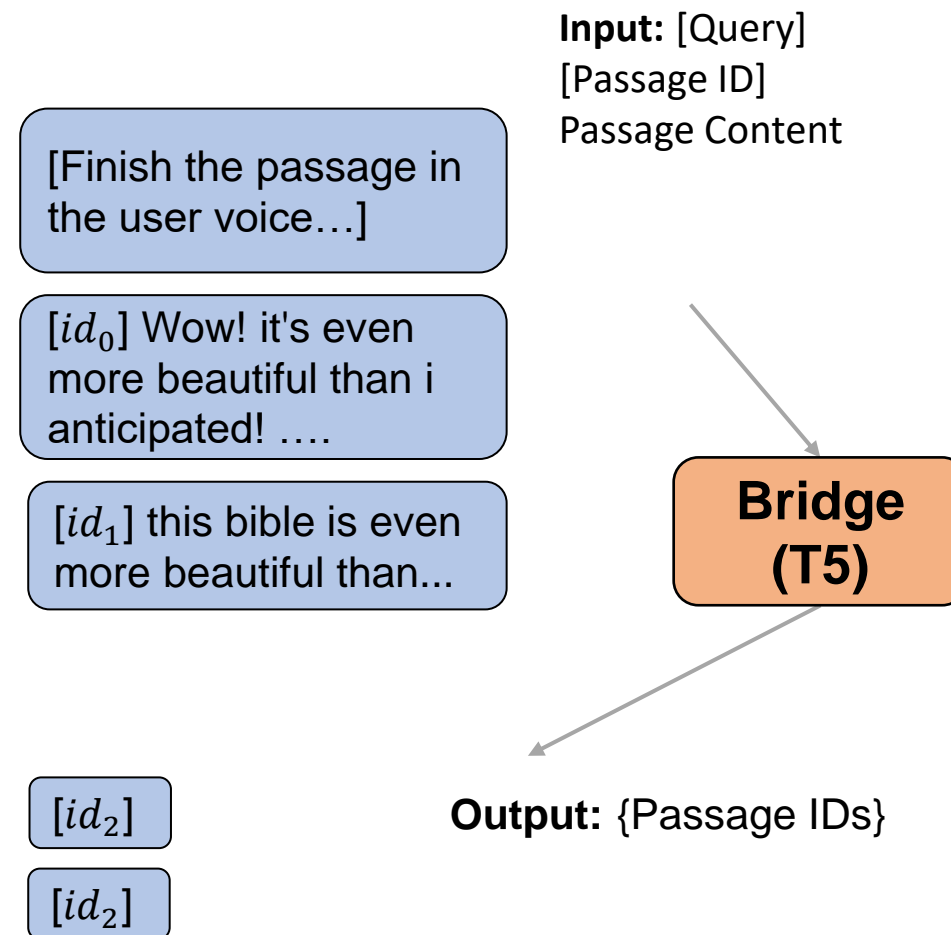 Input: [Query]
[Passage ID]
Passage Content
[Finish the passage in
the user voice…]
[id₀] Wow! it's even
more beautiful than i
anticipated! ….
[id₁] this bible is even
more beautiful than...
Bridge
(T5)
[id₂]
Output: {Passage IDs}
[id₂]